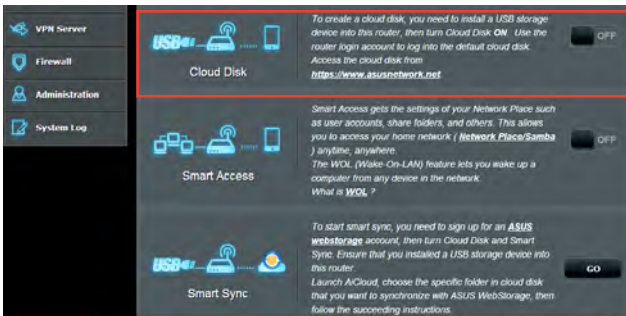 VPN Server
Firewall
Administration
System Log
USB
Cloud Disk
To create a cloud disk, you need to install a USB storage
device into this router, then turn Cloud Disk ON. Use the
router login account to log into the default cloud disk.
Access the cloud disk from
https://www.asusnetwork.net.
OFF
Smart Access
Smart Access gets the settings of your Network Place such
as user accounts, share folders, and others. This allows
you to access your home network ( Network Place/Samba
) anytime, anywhere.
The WOL (Wake-On-LAN) feature lets you wake up a
computer from any device in the network.
What is WOL ?
OFF
USB
Smart Sync
To start smart sync, you need to sign up for an ASUS
webstorage account, then turn Cloud Disk and Smart
Sync. Ensure that you installed a USB storage device into
this router.
Launch AiCloud, choose the specific folder in cloud disk
that you want to synchronize with ASUS WebStorage, then
follow the succeeding instructions.
GO